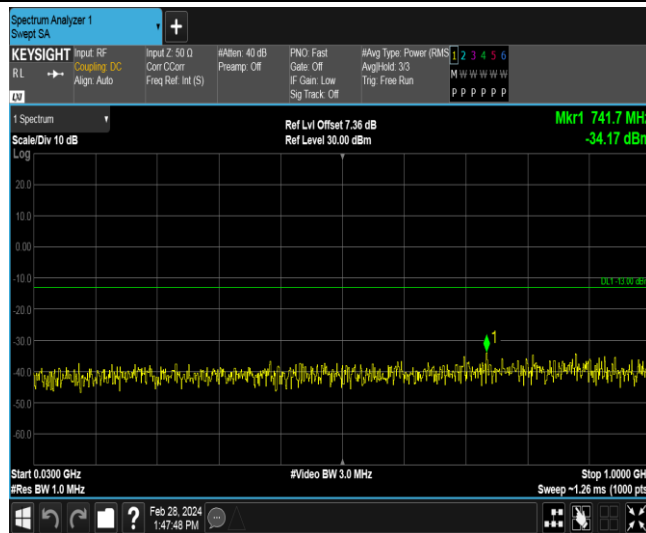 Spectrum Analyzer 1
Swept SA
+
KEYSIGHT
RL
Input: RF
Coupling: DC
Align: Auto
Input Z: 50 Ω
Corr CCorr
Freq Ref: Int (S)
#Atten: 40 dB
Preamp: Off
PNO: Fast
Gate: Off
IF Gain: Low
Sig Track: Off
#Avg Type: Power (RMS
Avg|Hold: 3/3
Trig: Free Run
1 2 3 4 5 6
M W W W W W
P P P P P P
LXI
1 Spectrum
Scale/Div 10 dB
Log
Ref Lvl Offset 7.36 dB
Ref Level 30.00 dBm
Mkr1 741.7 MHz
-34.17 dBm
20.0
10.0
0.00
-10.0
DL1 -13.00 dBm
-20.0
-30.0
1
-40.0
-50.0
-60.0
Start 0.0300 GHz
#Res BW 1.0 MHz
#Video BW 3.0 MHz
Stop 1.0000 GH
Sweep ~1.26 ms (1000 pts
?
Feb 28, 2024
1:47:48 PM